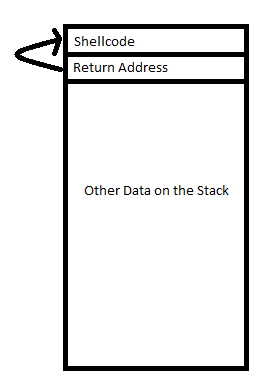 Shellcode
Return Address
Other Data on the Stack